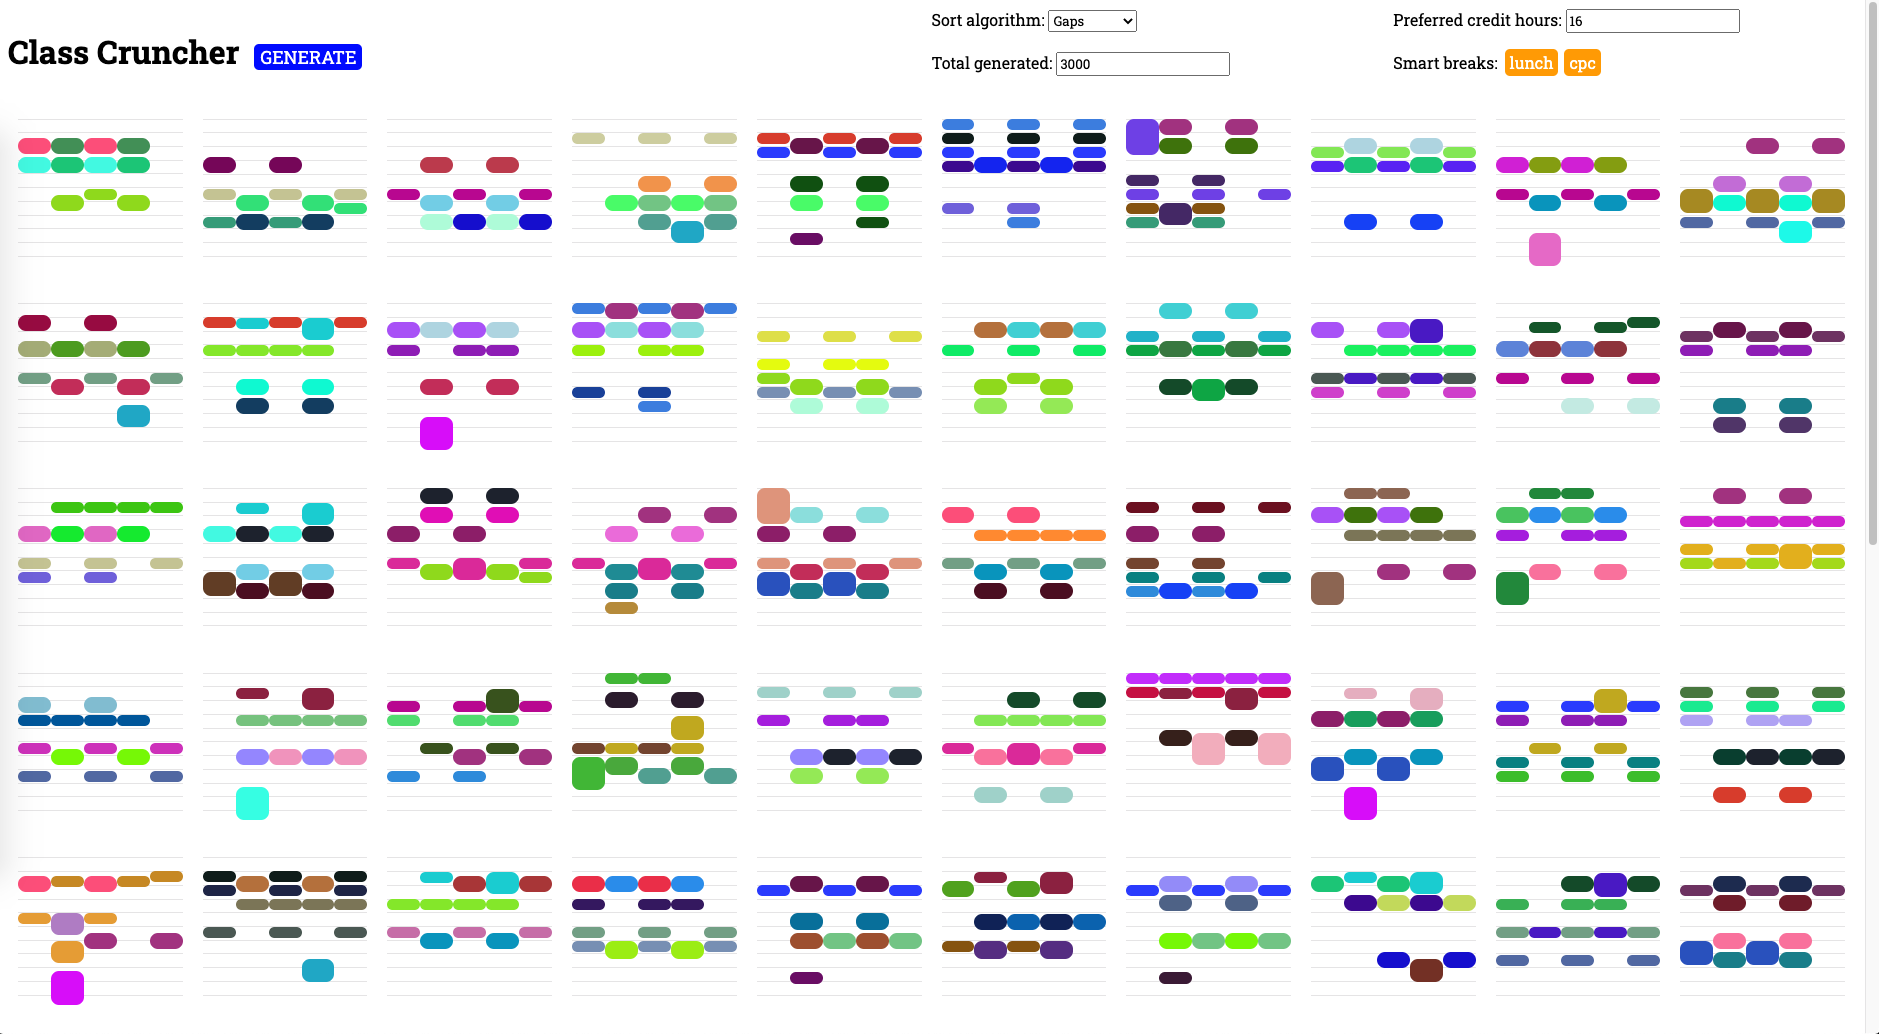 Class Cruncher GENERATE
Sort algorithm: Gaps
Preferred credit hours: 16
Total generated: 3000
Smart breaks: lunch cpc